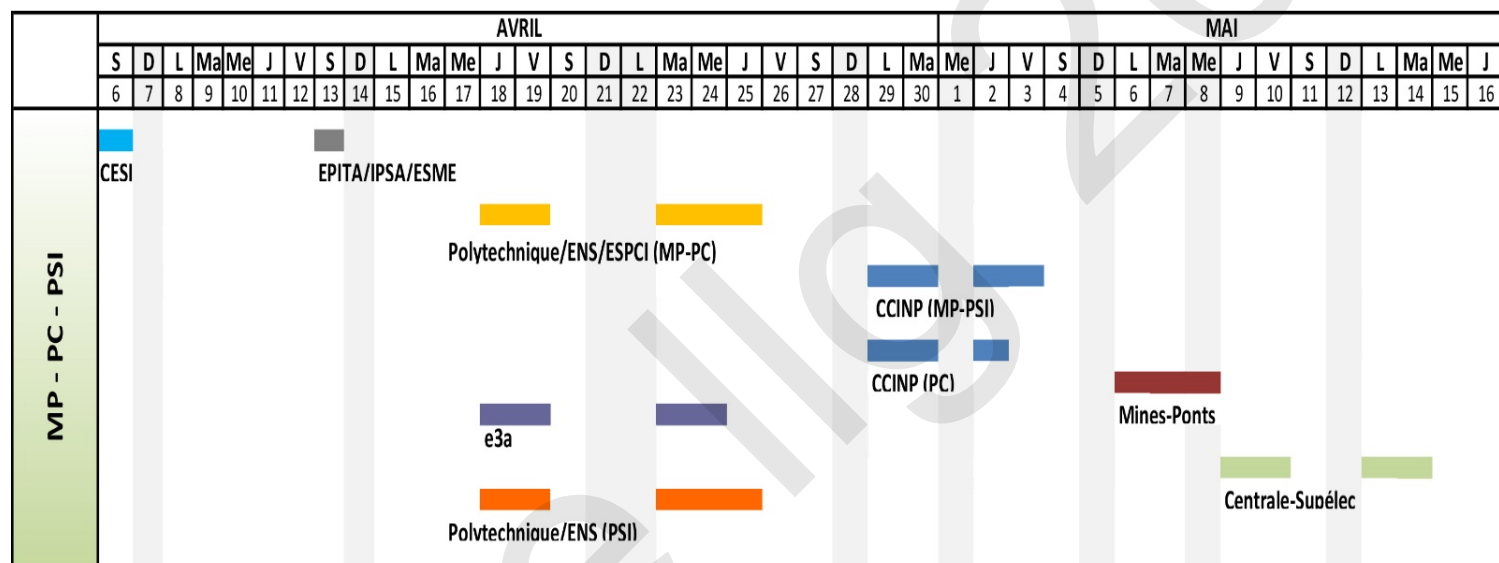 AVRIL MAI
S D L Ma Me J V S D L Ma Me J V S D L Ma Me J V S D L Ma Me J V S D L Ma Me J V S D L Ma Me J
6 7 8 9 10 11 12 13 14 15 16 17 18 19 20 21 22 23 24 25 26 27 28 29 30 1 2 3 4 5 6 7 8 9 10 11 12 13 14 15 16
MP - PC - PSI
CESI EPITA/IPSA/ESME
Polytechnique/ENS/ESPCI (MP-PC)
CCINP (MP-PSI)
CCINP (PC)
Mines-Ponts
e3a
Centrale-Supélec
Polytechnique/ENS (PSI)